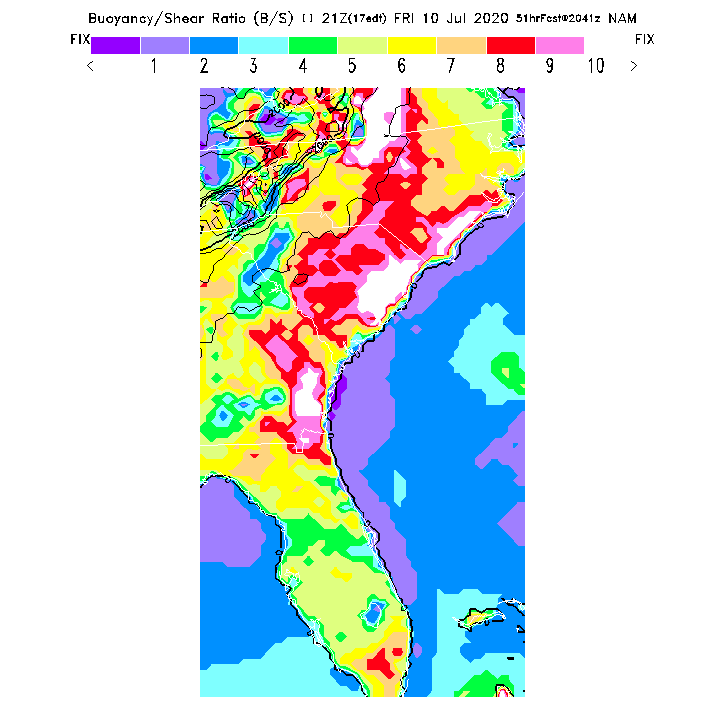 Buoyancy/Shear Ratio (B/S) [] 21Z(17edt) FRI 10 Jul 2020 51hrFcst@2041z NAM
FIX FIX
< 1 2 3 4 5 6 7 8 9 10 >